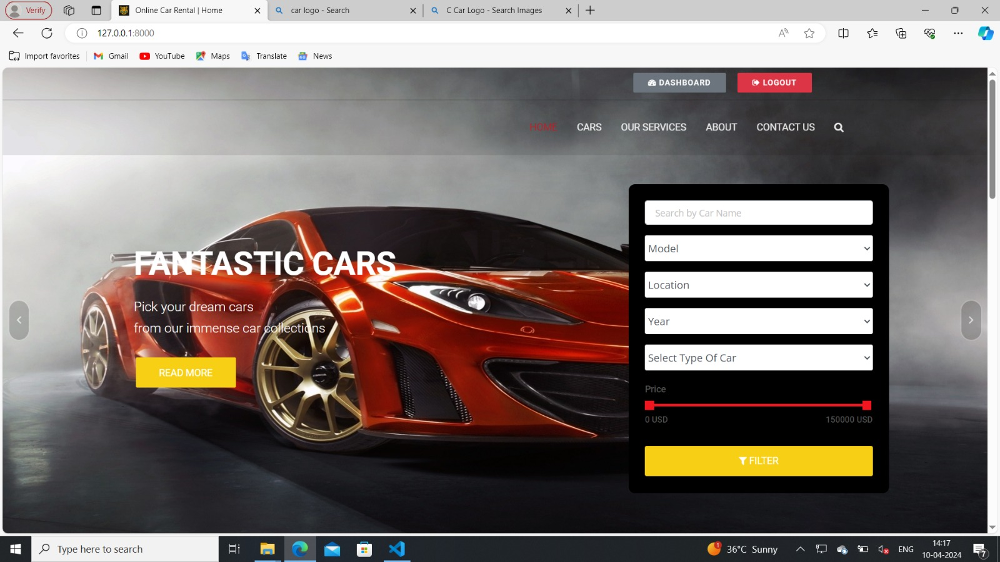 Verify
Online Car Rental | Home
car logo - Search
C Car Logo - Search Images
127.0.0.1:8000
Import favorites
Gmail
YouTube
Maps
Translate
News
DASHBOARD
LOGOUT
HOME
CARS
OUR SERVICES
ABOUT
CONTACT US
FANTASTIC CARS
Pick your dream cars
from our immense car collections
READ MORE
Search by Car Name
Model
Location
Year
Select Type Of Car
Price
0 USD
150000 USD
FILTER
Type here to search
1
36°C Sunny
ENG
14:17
10-04-2024
7